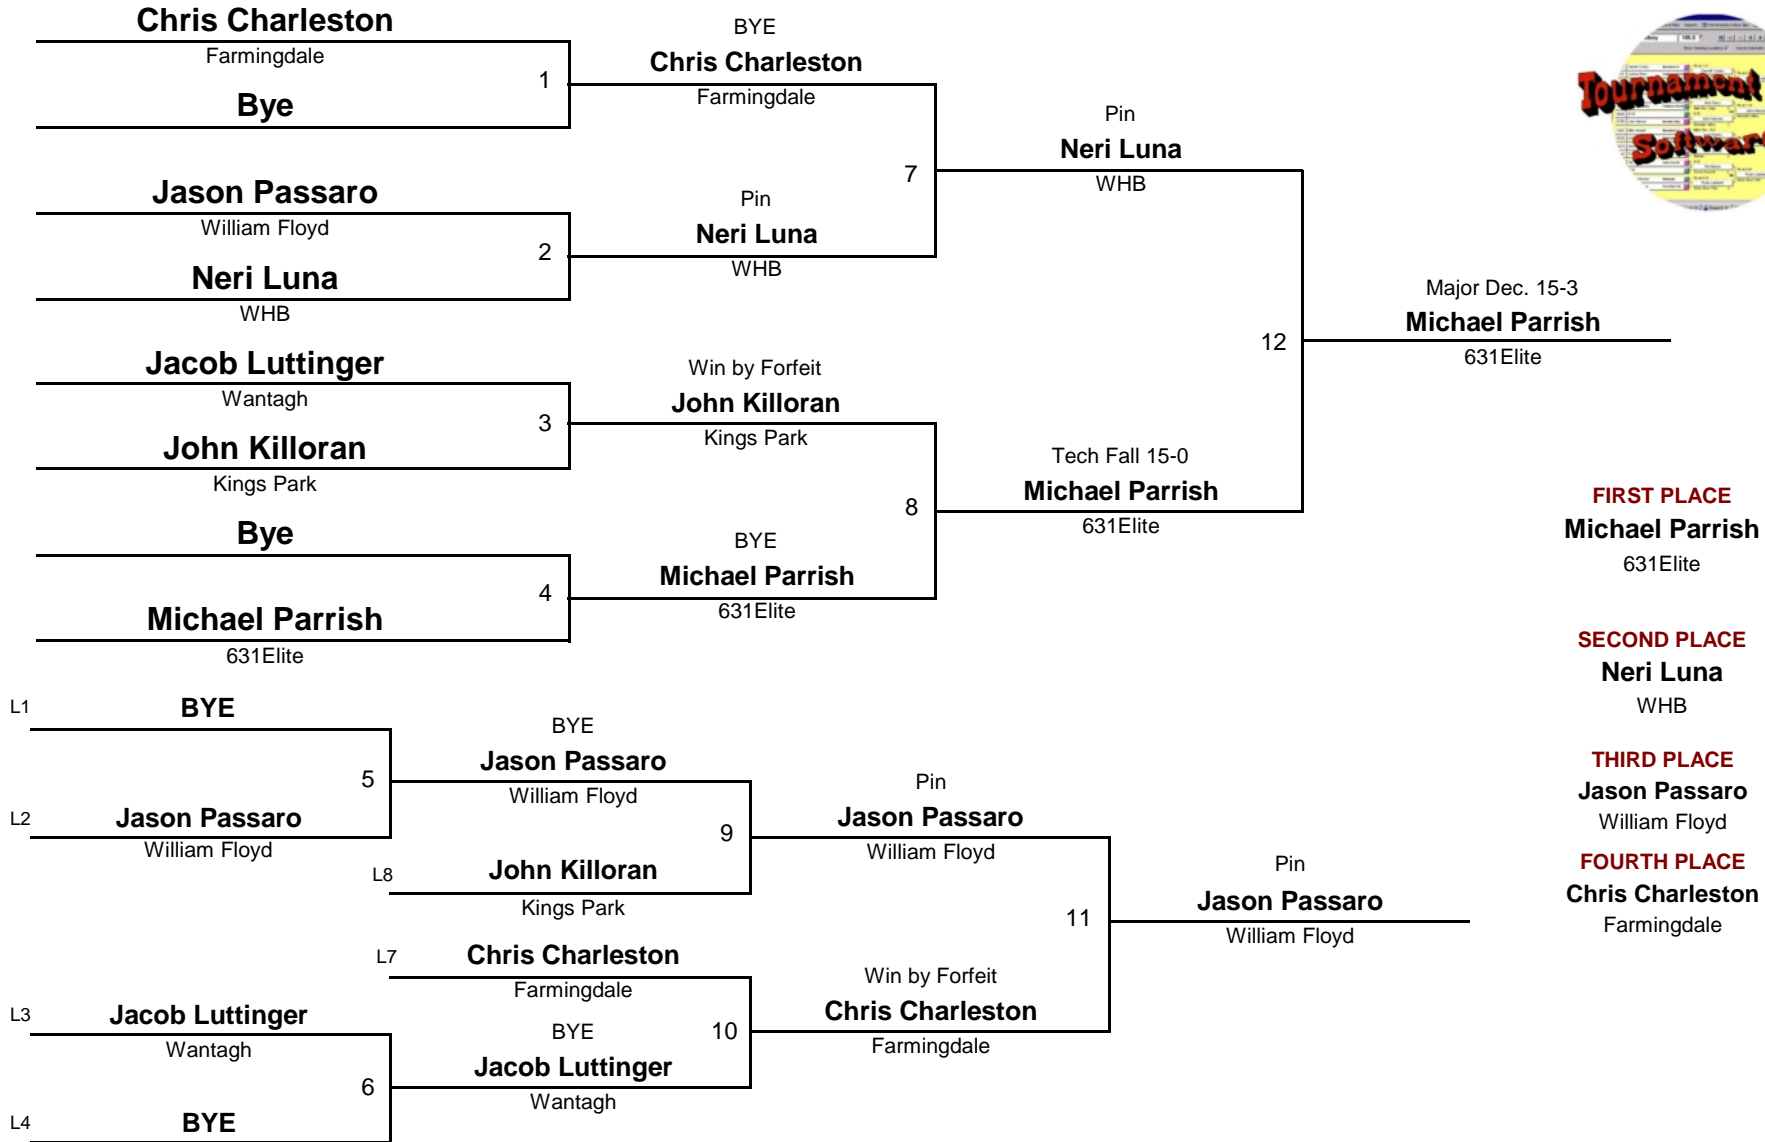 Chris Charleston
Farmingdale
1
Bye
Jason Passaro
William Floyd
2
Neri Luna
WHB
Jacob Luttinger
Wantagh
3
John Killoran
Kings Park
Bye
4
Michael Parrish
631Elite
BYE
Chris Charleston
Farmingdale
7
Pin
Neri Luna
WHB
Win by Forfeit
John Killoran
Kings Park
8
BYE
Michael Parrish
631Elite
Pin
Neri Luna
WHB
12
Tech Fall 15-0
Michael Parrish
631Elite
Major Dec. 15-3
Michael Parrish
631Elite
Tournament
Software
FIRST PLACE
Michael Parrish
631Elite
SECOND PLACE
Neri Luna
WHB
THIRD PLACE
Jason Passaro
William Floyd
FOURTH PLACE
Chris Charleston
Farmingdale
L1
BYE
5
L2
Jason Passaro
William Floyd
BYE
Jason Passaro
William Floyd
9
L8
John Killoran
Kings Park
L7
Chris Charleston
Farmingdale
L3
Jacob Luttinger
Wantagh
6
L4
BYE
BYE
10
Jacob Luttinger
Wantagh
Pin
Jason Passaro
William Floyd
11
Win by Forfeit
Chris Charleston
Farmingdale
Pin
Jason Passaro
William Floyd